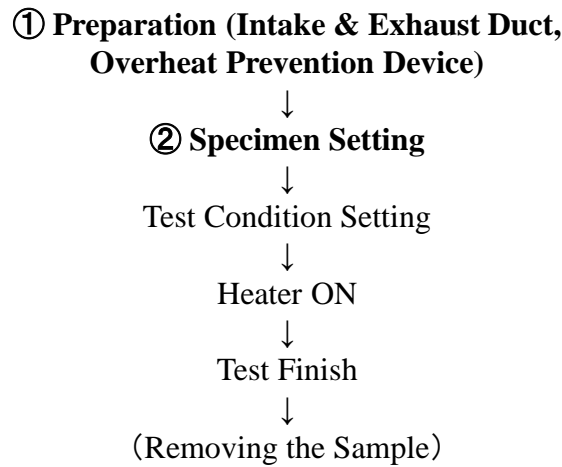 ① Preparation (Intake & Exhaust Duct,
Overheat Prevention Device)
↓
② Specimen Setting
↓
Test Condition Setting
↓
Heater ON
↓
Test Finish
↓
（Removing the Sample）